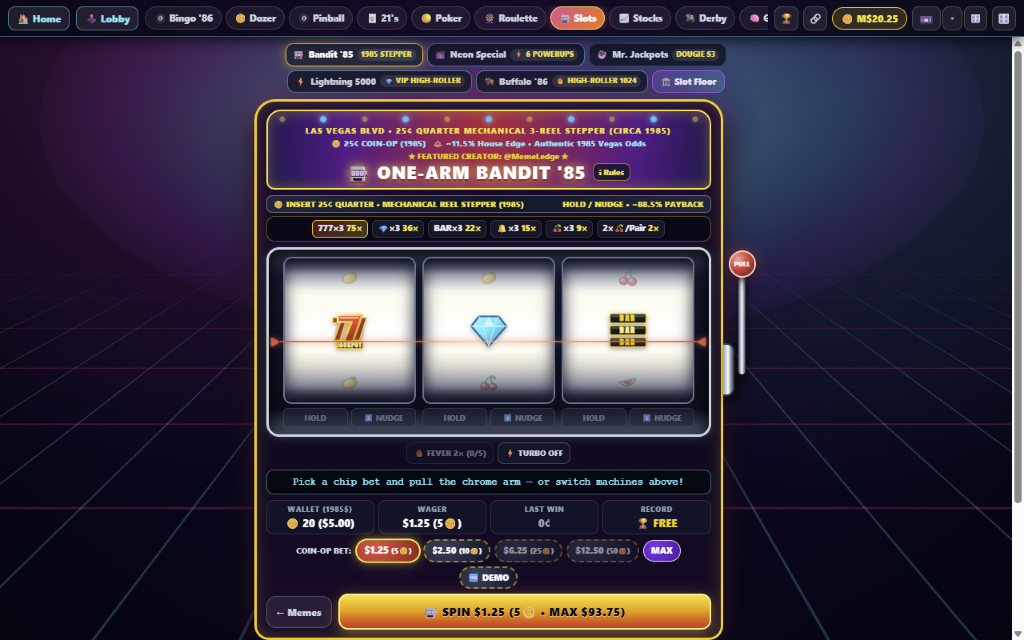 Home Lobby Bingo '86 Dozer Pinball 21's Poker Roulette Slots Stocks Derby G M$20.25
Bandit '85 1985 STEPPER Neon Special 6 POWERUPS Mr. Jackpots DOUGIE $3
Lightning 5000 VIP HIGH-ROLLER Buffalo '86 HIGH-ROLLER 1024 Slot Floor
LAS VEGAS BLVD • 25¢ QUARTER MECHANICAL 3-REEL STEPPER (CIRCA 1985)
25¢ COIN-OP (1985) ~11.5% House Edge • Authentic 1985 Vegas Odds
★ FEATURED CREATOR: @MemeLodge ★
ONE-ARM BANDIT '85 ℹ Rules
INSERT 25¢ QUARTER • MECHANICAL REEL STEPPER (1985) HOLD / NUDGE • ~88.5% PAYBACK
777×3 75× 💎×3 36× BAR×3 22× 🔔×3 15× 🍒×3 9× 2×🍒/Pair 2×
PULL
77 JACKPOT
BAR
BAR
BAR
HOLD NUDGE HOLD NUDGE HOLD NUDGE
FEVER 2× (0/5) TURBO OFF
Pick a chip bet and pull the chrome arm — or switch machines above!
WALLET (1985$) WAGER LAST WIN RECORD
20 ($5.00) $1.25 (5🪙) 0¢ FREE
COIN-OP BET: $1.25 (5🪙) $2.50 (10🪙) $6.25 (25🪙) $12.50 (50🪙) MAX
DEMO
← Memes SPIN $1.25 (5🪙 • MAX $93.75)